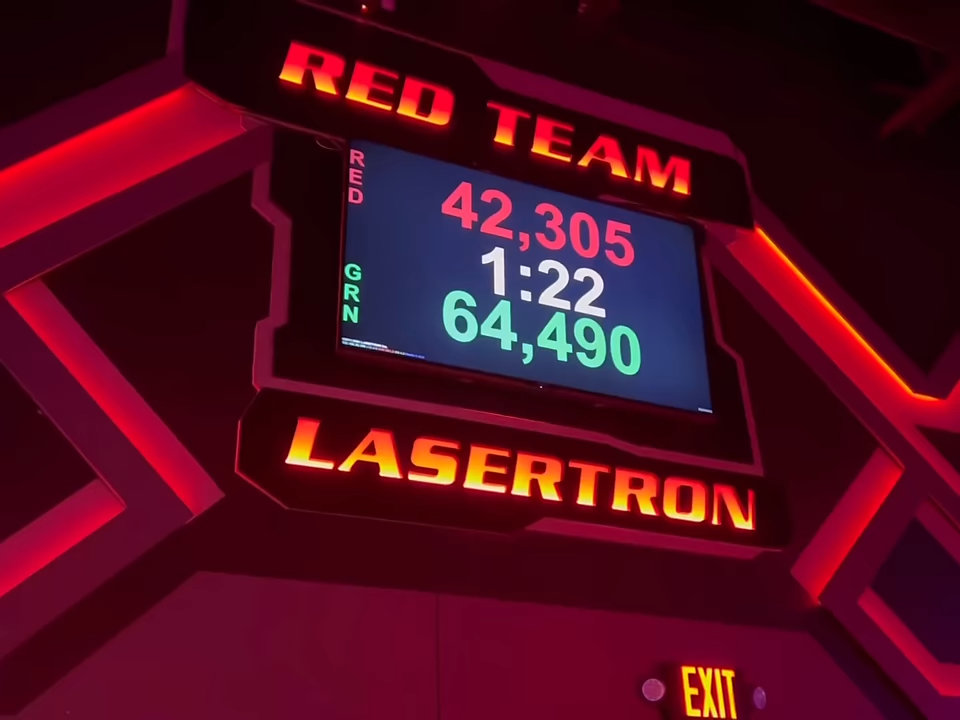 RED TEAM
RED
42,305
1:22
GRN
64,490
LASERTRON
EXIT